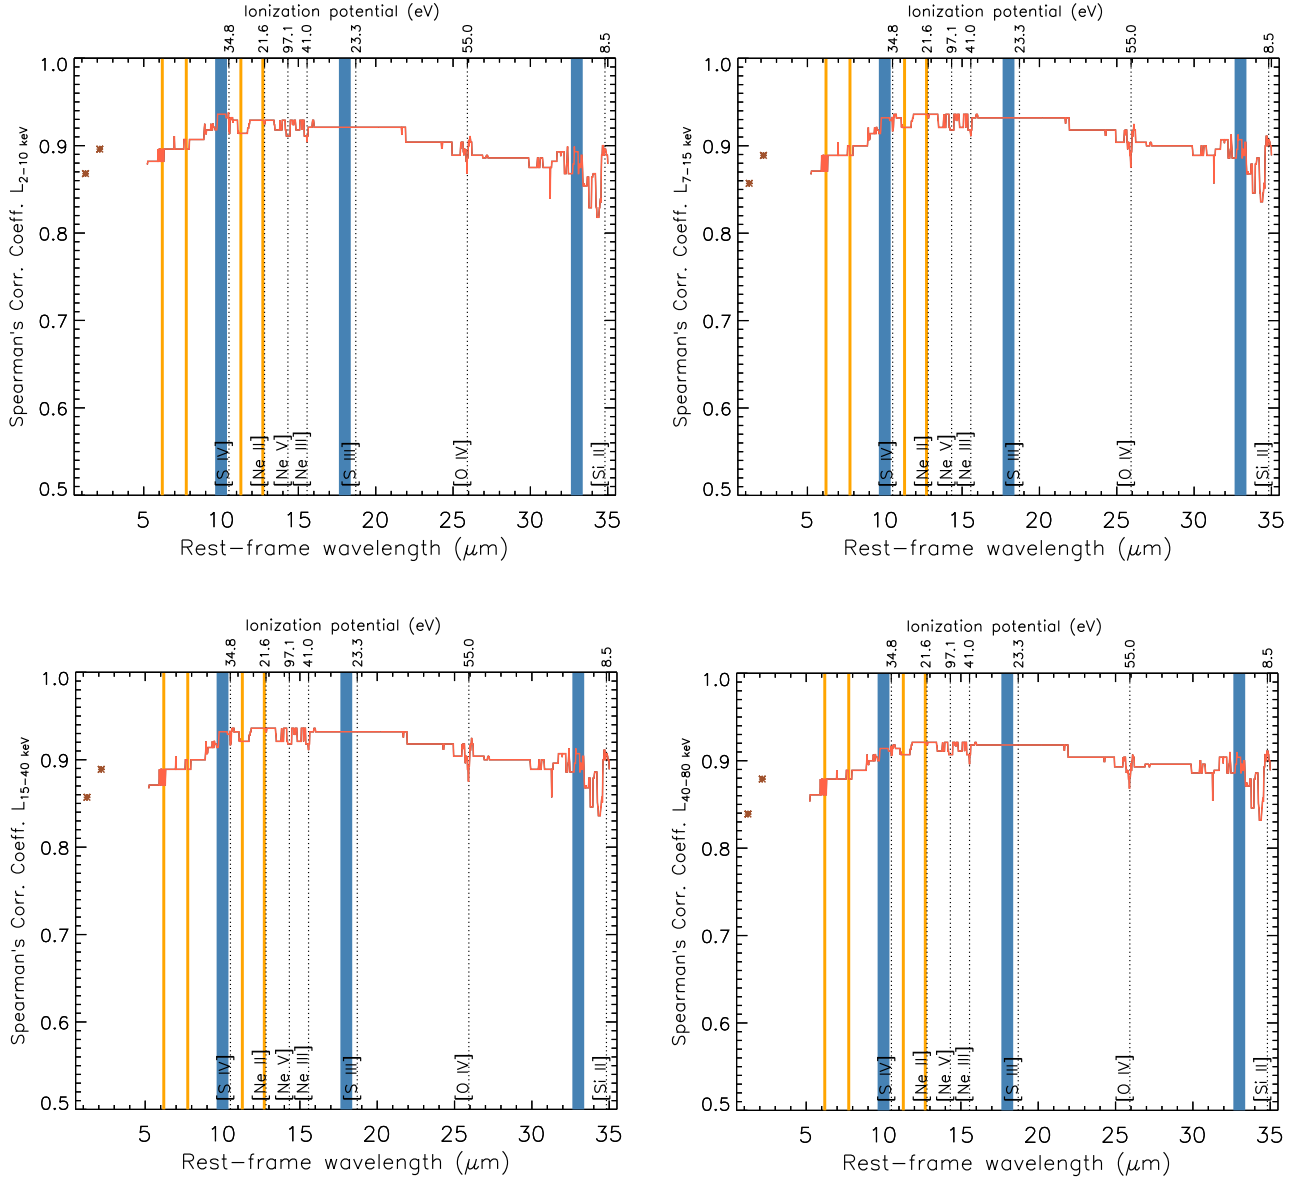 Ionization potential (eV)
34.8 21.6 97.1 41.0 23.3 55.0 8.5
Spearman's Corr. Coeff. L2−10 keV
1.0
0.9
0.8
0.7
0.6
0.5
[S IV] [Ne II] [Ne V] [Ne III] [S III] [O IV] [Si II]
5 10 15 20 25 30 35
Rest−frame wavelength (μm)
Ionization potential (eV)
34.8 21.6 97.1 41.0 23.3 55.0 8.5
Spearman's Corr. Coeff. L7−15 keV
1.0
0.9
0.8
0.7
0.6
0.5
[S IV] [Ne II] [Ne V] [Ne III] [S III] [O IV] [Si II]
5 10 15 20 25 30 35
Rest−frame wavelength (μm)
Ionization potential (eV)
34.8 21.6 97.1 41.0 23.3 55.0 8.5
Spearman's Corr. Coeff. L15−40 keV
1.0
0.9
0.8
0.7
0.6
0.5
[S IV] [Ne II] [Ne V] [Ne III] [S III] [O IV] [Si II]
5 10 15 20 25 30 35
Rest−frame wavelength (μm)
Ionization potential (eV)
34.8 21.6 97.1 41.0 23.3 55.0 8.5
Spearman's Corr. Coeff. L40−80 keV
1.0
0.9
0.8
0.7
0.6
0.5
[S IV] [Ne II] [Ne V] [Ne III] [S III] [O IV] [Si II]
5 10 15 20 25 30 35
Rest−frame wavelength (μm)